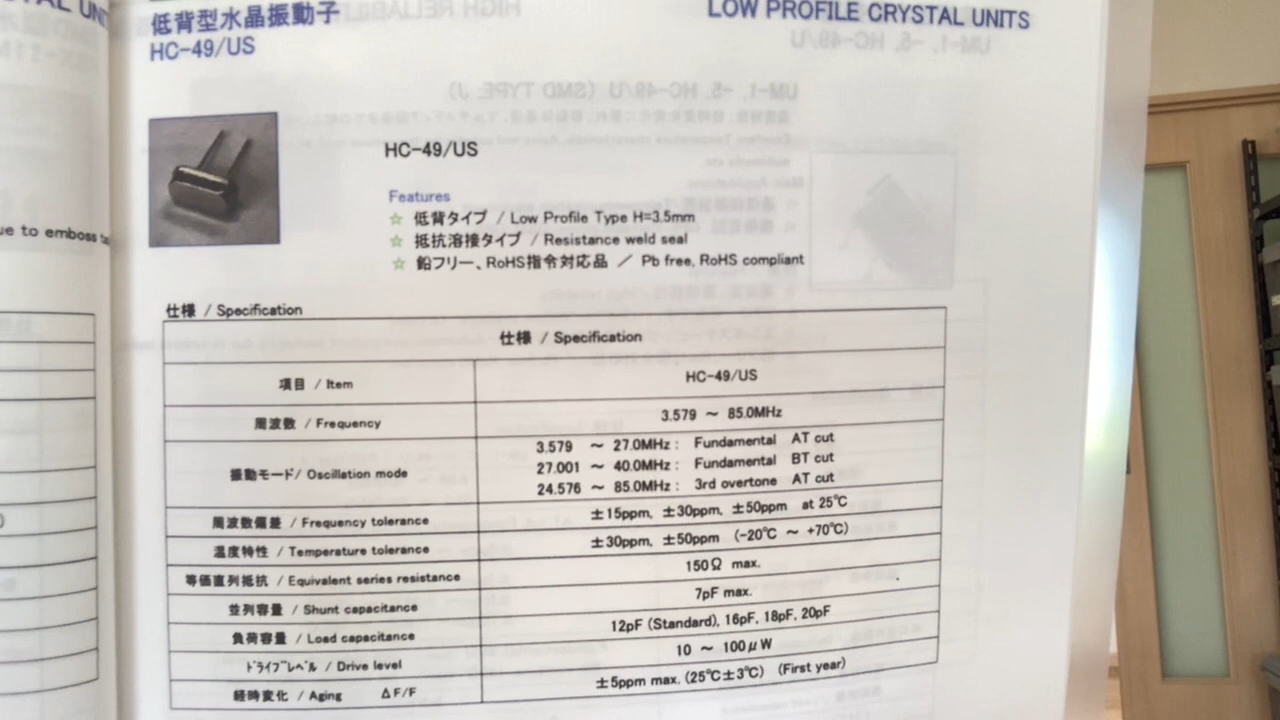 低背型水晶振動子
HC-49/US
LOW PROFILE CRYSTAL UNITS
HC-49/US
Features
☆ 低背タイプ / Low Profile Type H=3.5mm
☆ 抵抗溶接タイプ / Resistance weld seal
☆ 鉛フリー、RoHS指令対応品 / Pb free, RoHS compliant
仕様 / Specification
仕様 / Specification
項目 / Item HC-49/US
周波数 / Frequency 3.579 ~ 85.0MHz
振動モード/ Oscillation mode 3.579 ~ 27.0MHz : Fundamental AT cut
27.001 ~ 40.0MHz : Fundamental BT cut
24.576 ~ 85.0MHz : 3rd overtone AT cut
周波数偏差 / Frequency tolerance ±15ppm, ±30ppm, ±50ppm at 25℃
温度特性 / Temperature tolerance ±30ppm, ±50ppm (-20℃ ~ +70℃)
等価直列抵抗 / Equivalent series resistance 150Ω max.
並列容量 / Shunt capacitance 7pF max.
負荷容量 / Load capacitance 12pF (Standard), 16pF, 18pF, 20pF
ﾄﾞﾗｲﾌﾞﾚﾍﾞﾙ / Drive level 10 ~ 100μW
経時変化 / Aging ΔF/F ±5ppm max. (25℃±3℃) (First year)
ue to emboss